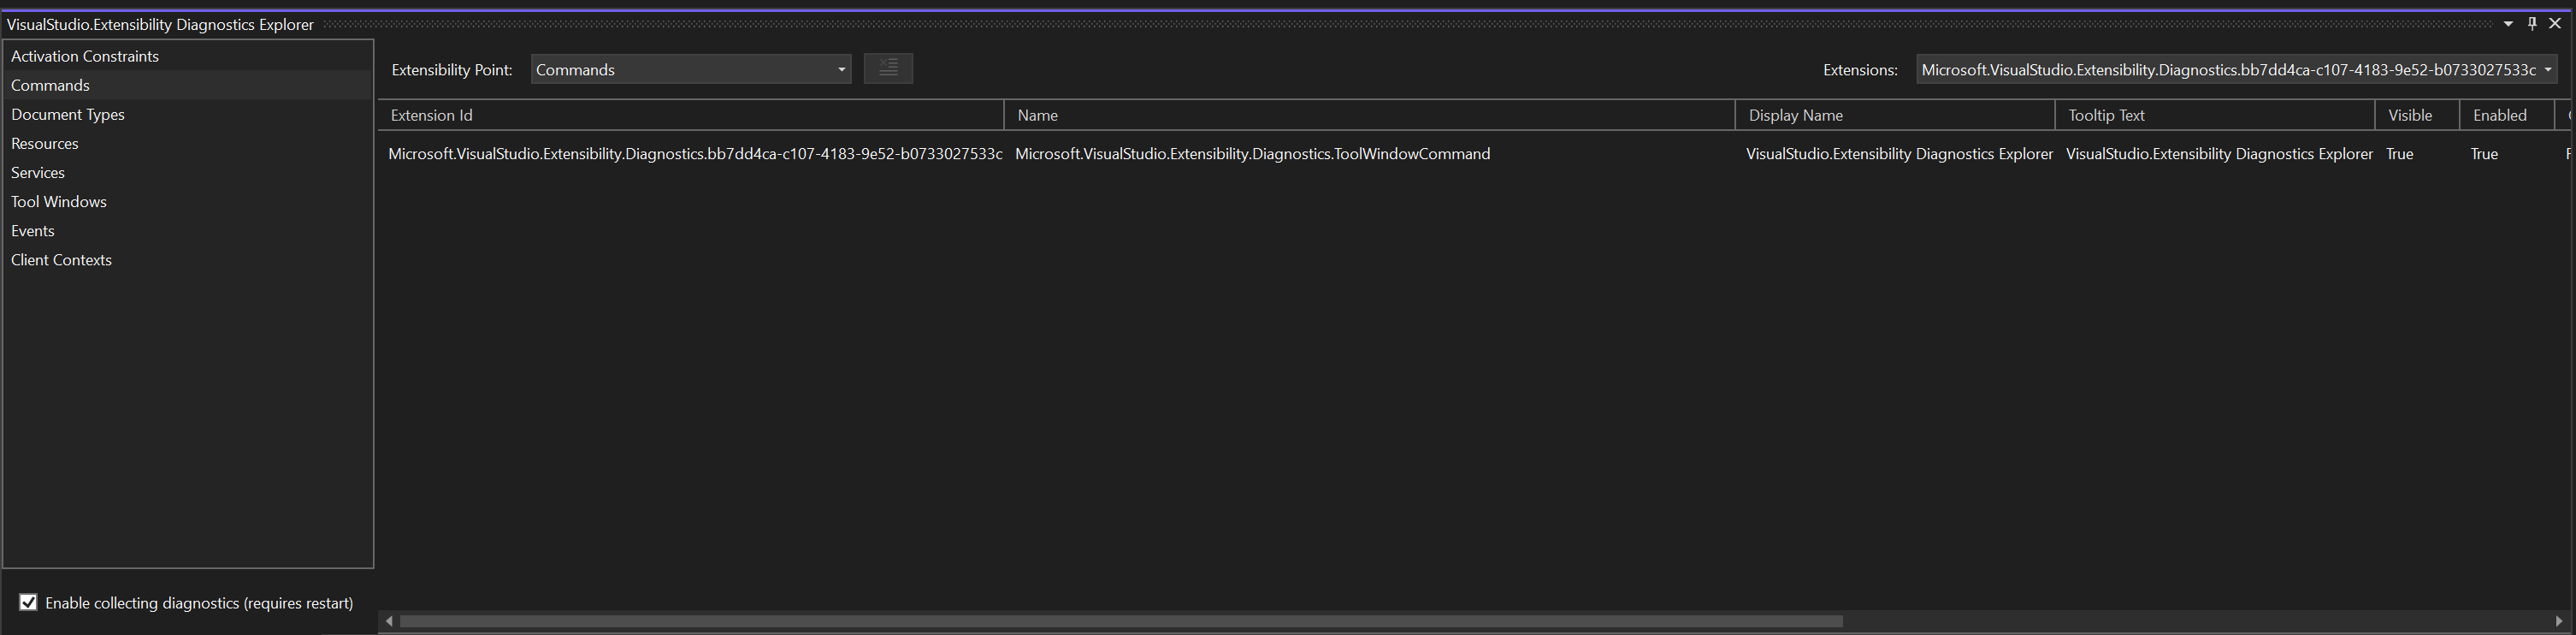 VisualStudio.Extensibility Diagnostics Explorer
Activation Constraints
Commands
Document Types
Resources
Services
Tool Windows
Events
Client Contexts
Enable collecting diagnostics (requires restart)
Extensibility Point: Commands
Extensions: Microsoft.VisualStudio.Extensibility.Diagnostics.bb7dd4ca-c107-4183-9e52-b0733027533c
Extension Id Name Display Name Tooltip Text Visible Enabled
Microsoft.VisualStudio.Extensibility.Diagnostics.bb7dd4ca-c107-4183-9e52-b0733027533c Microsoft.VisualStudio.Extensibility.Diagnostics.ToolWindowCommand VisualStudio.Extensibility Diagnostics Explorer VisualStudio.Extensibility Diagnostics Explorer True True